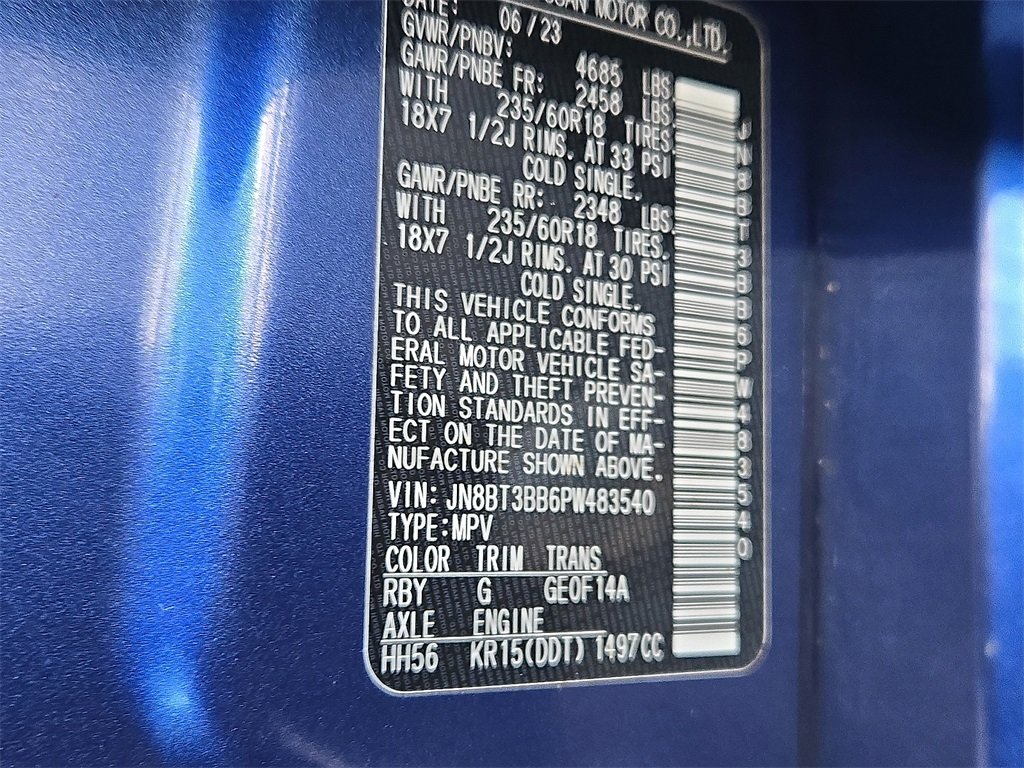 DATE: 06/23
MOTOR CO.,LTD.
GVWR/PNBV: 4685 LBS
GAWR/PNBE FR: 2458 LBS
WITH 235/60R18 TIRES.
18X7 1/2J RIMS. AT 33 PSI
COLD SINGLE.
GAWR/PNBE RR: 2348 LBS
WITH 235/60R18 TIRES.
18X7 1/2J RIMS. AT 30 PSI
COLD SINGLE.
THIS VEHICLE CONFORMS
TO ALL APPLICABLE FED-
ERAL MOTOR VEHICLE SA-
FETY AND THEFT PREVEN-
TION STANDARDS IN EFF-
ECT ON THE DATE OF MA-
NUFACTURE SHOWN ABOVE.
VIN: JN8BT3BB6PW483540
TYPE:MPV
COLOR TRIM TRANS
RBY G GE0F14A
AXLE ENGINE
HH56 KR15(DDT) 1497CC
JN8BT3BB6PW483540